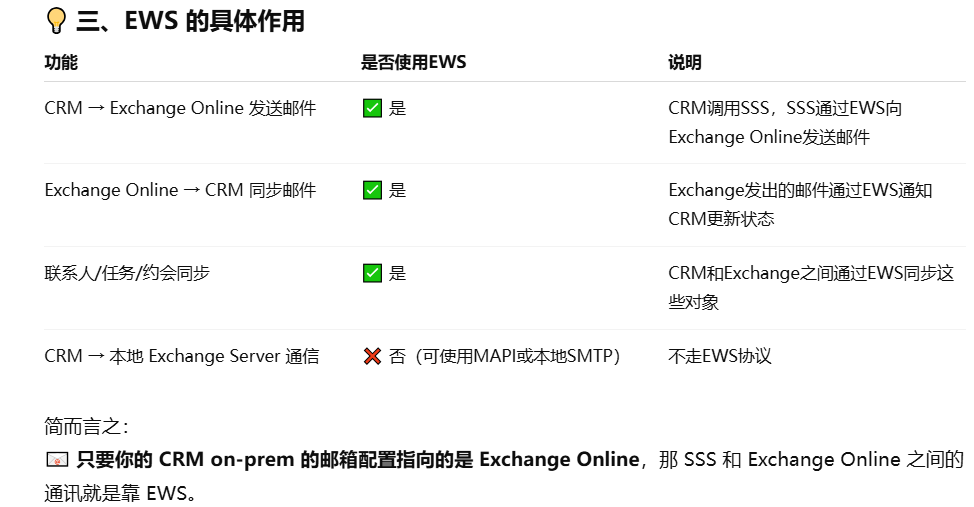 💡 三、EWS 的具体作用
功能 是否使用EWS 说明
CRM → Exchange Online 发送邮件 ✅ 是 CRM调用SSS，SSS通过EWS向
Exchange Online发送邮件
Exchange Online → CRM 同步邮件 ✅ 是 Exchange发出的邮件通过EWS通知
CRM更新状态
联系人/任务/约会同步 ✅ 是 CRM和Exchange之间通过EWS同步这
些对象
CRM → 本地 Exchange Server 通信 ❌ 否（可使用MAPI或本地SMTP） 不走EWS协议
简而言之：
📨 只要你的 CRM on-prem 的邮箱配置指向的是 Exchange Online，那 SSS 和 Exchange Online 之间的
通讯就是靠 EWS。